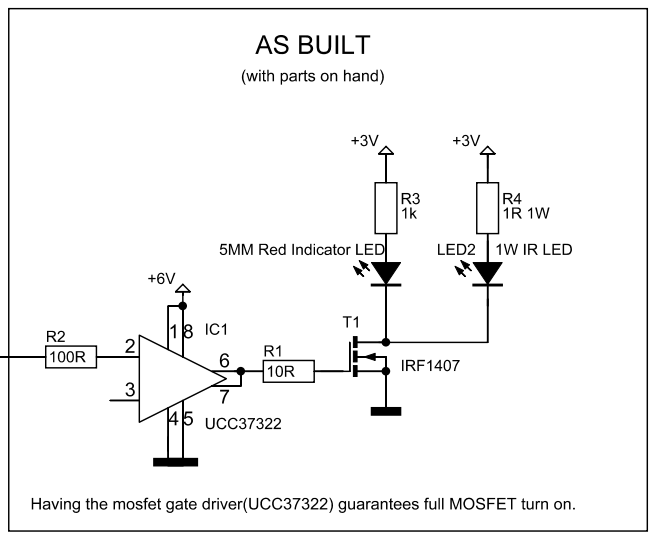 AS BUILT
(with parts on hand)
+3V
+3V
R3
1k
R4
1R 1W
5MM Red Indicator LED
LED2
1W IR LED
+6V
1
8
IC1
T1
R2
100R
2
6
R1
10R
IRF1407
3
7
4
5
UCC37322
Having the mosfet gate driver(UCC37322) guarantees full MOSFET turn on.